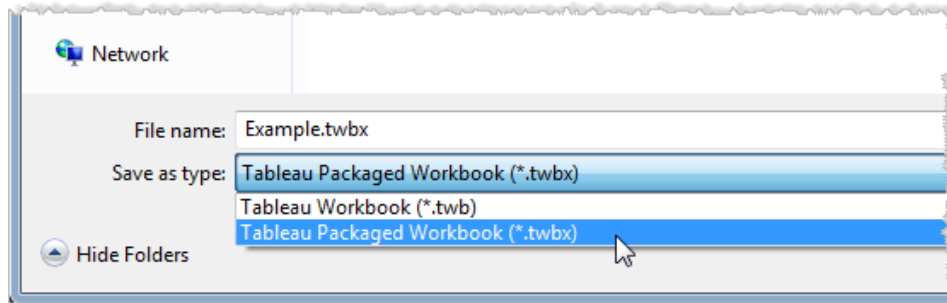 Network
File name: Example.twbx
Save as type: Tableau Packaged Workbook (*.twbx)
Tableau Workbook (*.twb)
Tableau Packaged Workbook (*.twbx)
Hide Folders